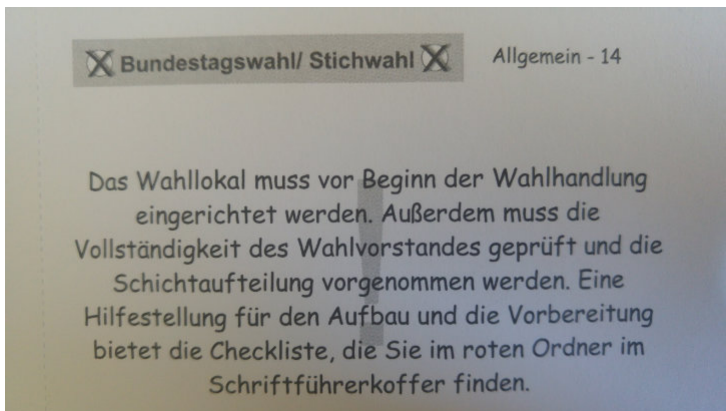 Bundestagswahl/ Stichwahl Allgemein - 14
Das Wahllokal muss vor Beginn der Wahlhandlung
eingerichtet werden. Außerdem muss die
Vollständigkeit des Wahlvorstandes geprüft und die
Schichtaufteilung vorgenommen werden. Eine
Hilfestellung für den Aufbau und die Vorbereitung
bietet die Checkliste, die Sie im roten Ordner im
Schriftführerkoffer finden.